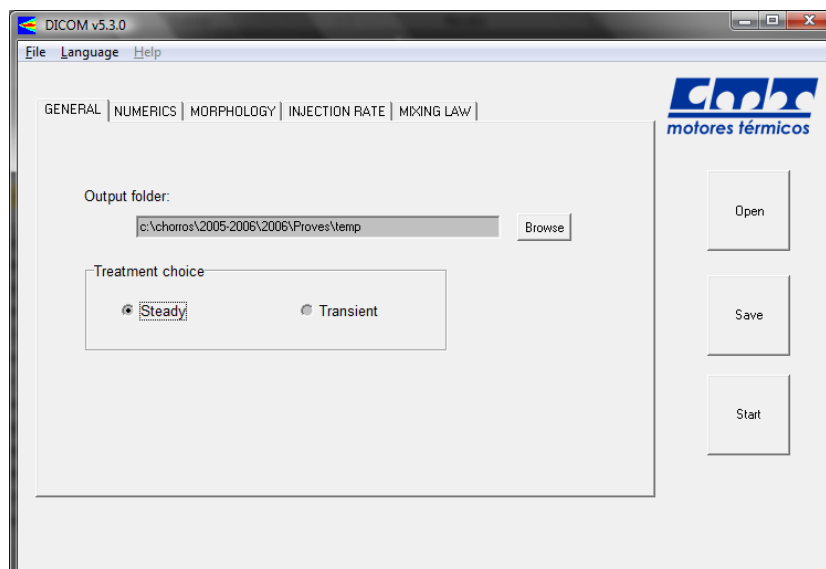 DICOM v5.3.0
File Language Help
GENERAL NUMERICS MORPHOLOGY INJECTION RATE MIXING LAW
CMT
motores térmicos
Output folder:
c:\chorros\2005-2006\2006\Proves\temp Browse
Treatment choice
Steady Transient
Open
Save
Start